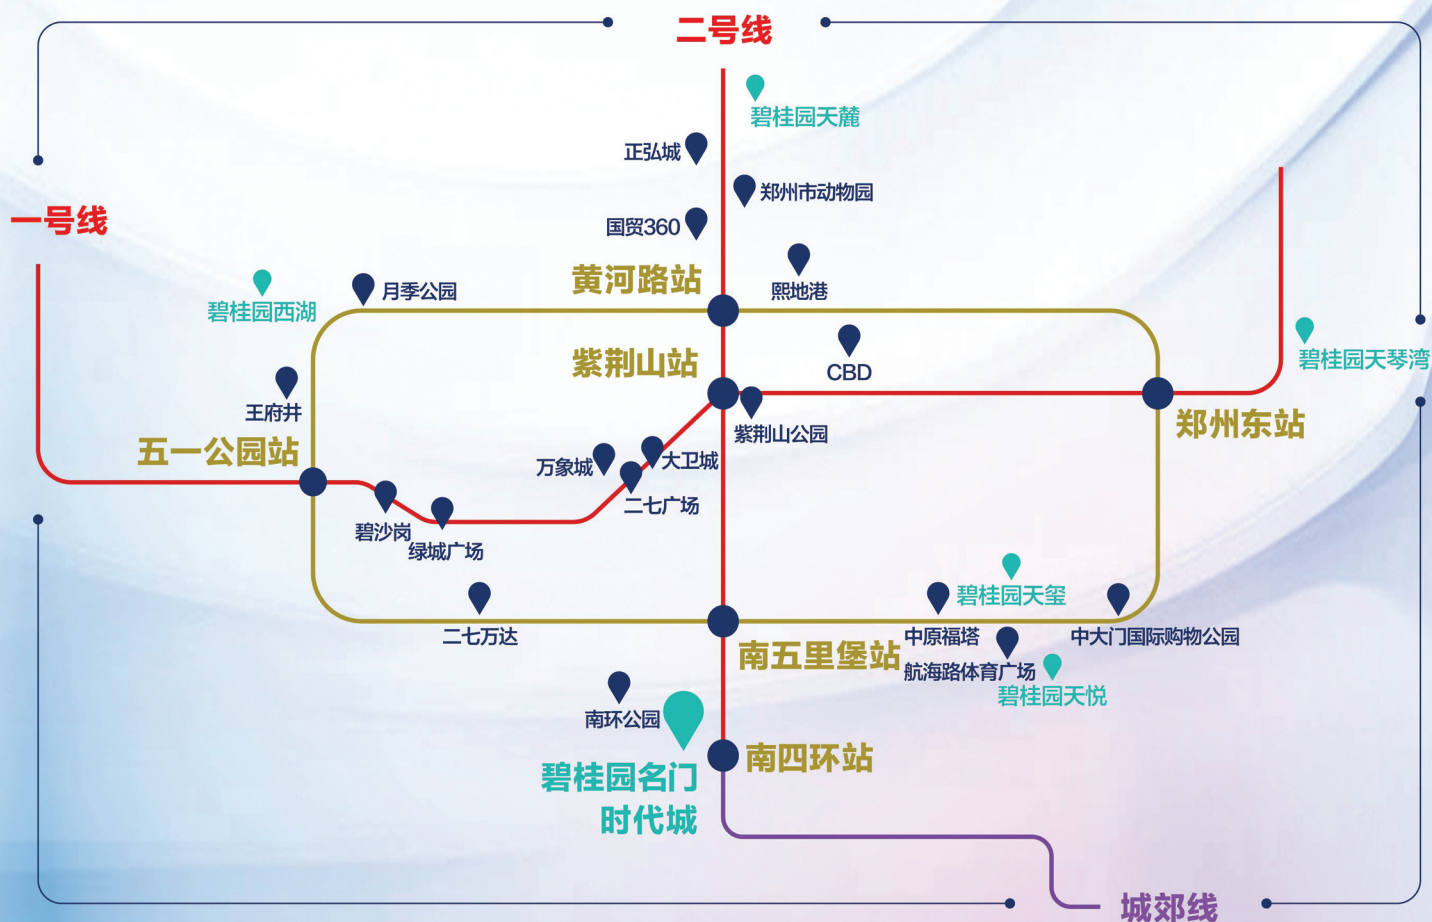 二号线
碧桂园天麓
正弘城
郑州市动物园
一号线
国贸360
黄河路站
熙地港
月季公园
碧桂园西湖
碧桂园天琴湾
紫荆山站
CBD
王府井
郑州东站
紫荆山公园
五一公园站
大卫城
万象城
二七广场
碧沙岗
绿城广场
碧桂园天玺
二七万达
中原福塔
中大门国际购物公园
南五里堡站
航海路体育广场
碧桂园天悦
南环公园
南四环站
碧桂园名门
时代城
城郊线